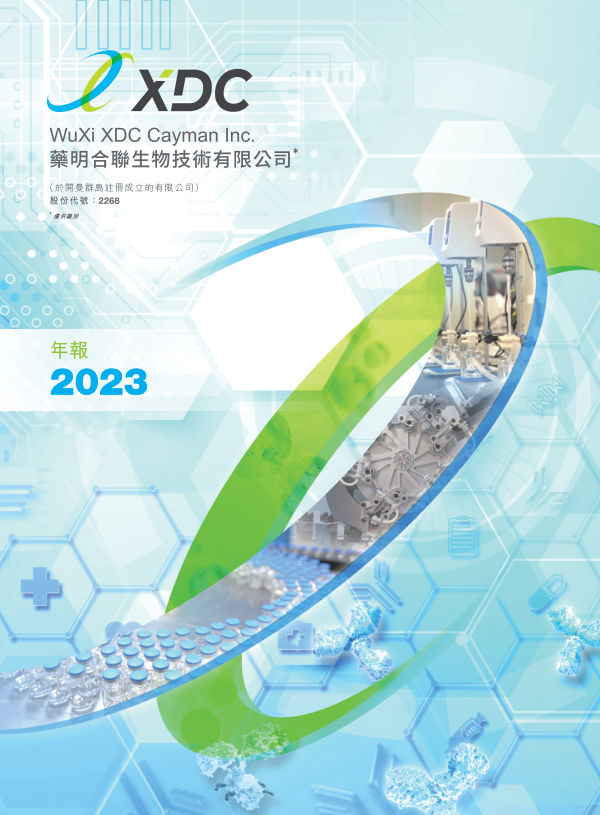 XDC
WuXi XDC Cayman Inc.
藥明合聯生物技術有限公司*
（於開曼群島註冊成立的有限公司）
股份代號：2268
* 僅供識別
年報
2023